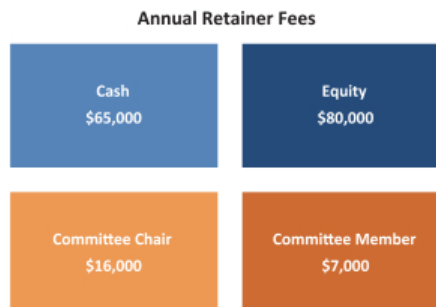 Annual Retainer Fees
Cash
$65,000
Equity
$80,000
Committee Chair
$16,000
Committee Member
$7,000